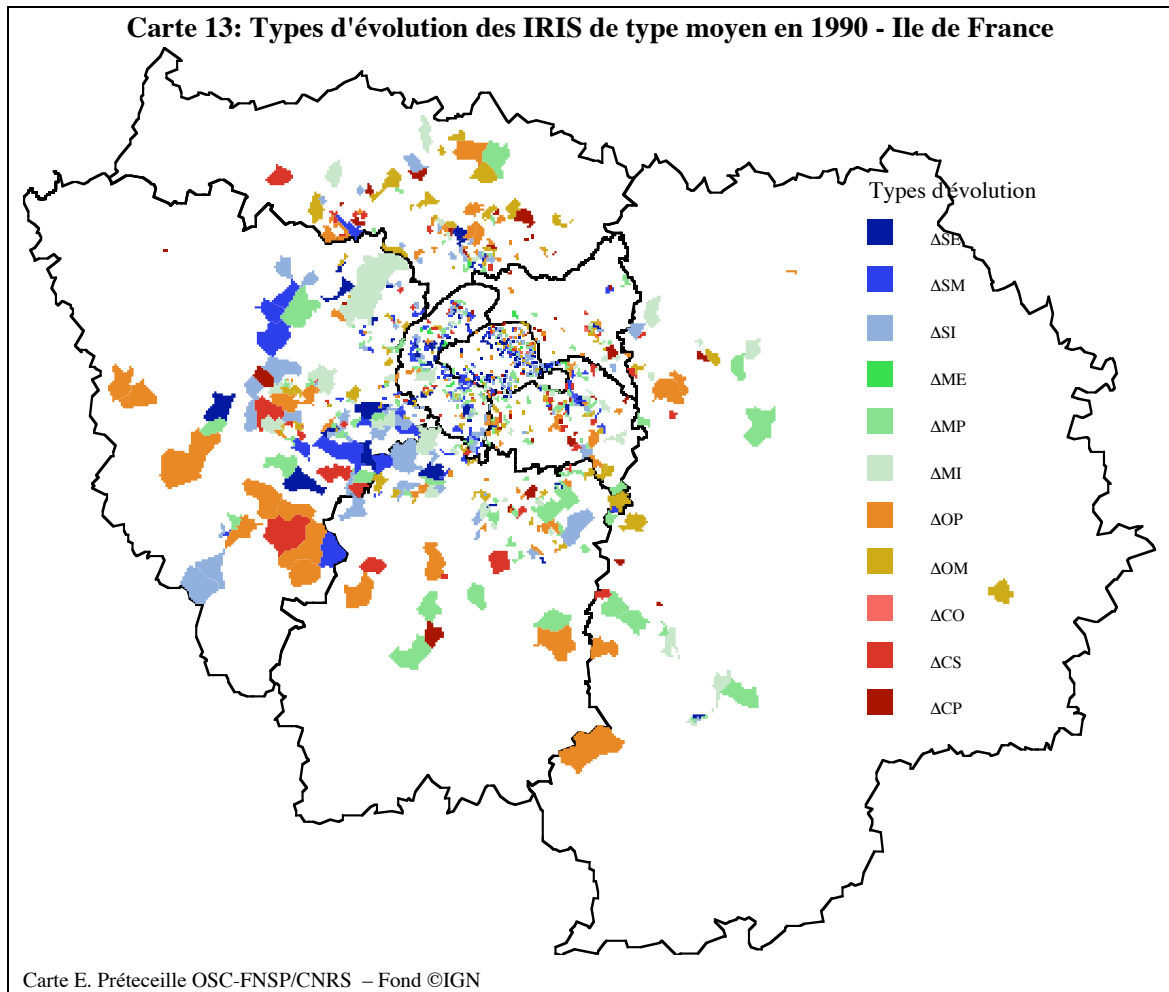 Carte 13: Types d'évolution des IRIS de type moyen en 1990 - Ile de France
Types d'évolution
ΔSE
ΔSM
ΔSI
ΔME
ΔMP
ΔMI
ΔOP
ΔOM
ΔCO
ΔCS
ΔCP
Carte E. Préteceille OSC-FNSP/CNRS – Fond ©IGN